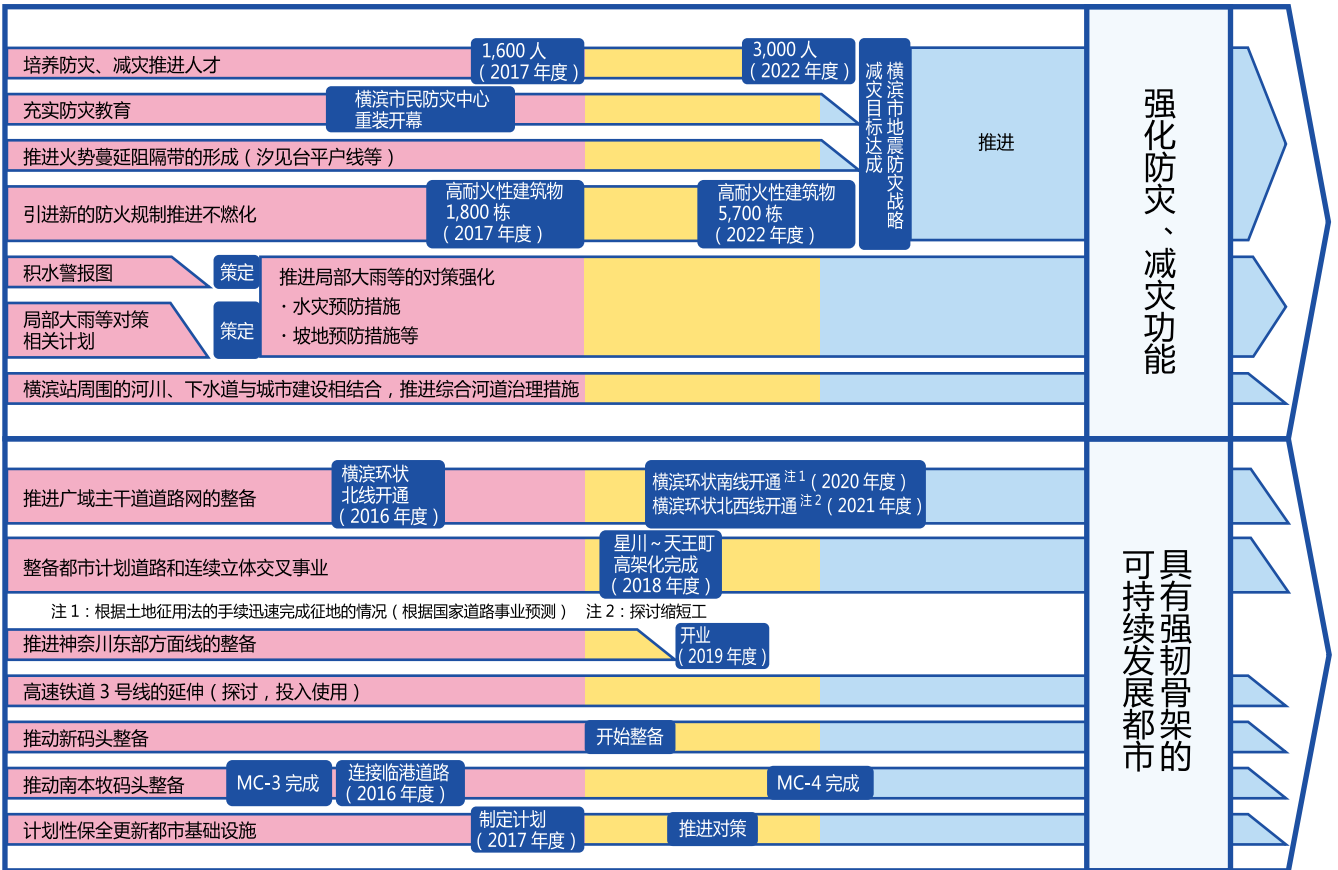 培养防灾、减灾推进人才
1,600 人
（2017 年度）
3,000 人
（2022 年度）
充实防灾教育
横滨市民防灾中心
重装开幕
推进火势蔓延阻隔带的形成（汐见台平户线等）
引进新的防火规制推进不燃化
高耐火性建筑物
1,800 栋
（2017 年度）
高耐火性建筑物
5,700 栋
（2022 年度）
横滨市地震防灾战略
减灾目标达成
推进
积水警报图
策定
局部大雨等对策
相关计划
策定
推进局部大雨等的对策强化
·水灾预防措施
·坡地预防措施等
横滨站周围的河川、下水道与城市建设相结合，推进综合河道治理措施
强化防灾、减灾功能
推进广域主干道道路网的整备
横滨环状
北线开通
（2016 年度）
横滨环状南线开通 注 1（2020 年度）
横滨环状北西线开通 注 2（2021 年度）
整备都市计划道路和连续立体交叉事业
星川～天王町
高架化完成
（2018 年度）
注 1：根据土地征用法的手续迅速完成征地的情况（根据国家道路事业预测） 注 2：探讨缩短工
推进神奈川东部方面线的整备
开业
（2019 年度）
高速铁道 3 号线的延伸（探讨，投入使用）
推动新码头整备
开始整备
推动南本牧码头整备
MC-3 完成
连接临港道路
（2016 年度）
MC-4 完成
计划性保全更新都市基础设施
制定计划
（2017 年度）
推进对策
具有强韧骨架的
可持续发展都市